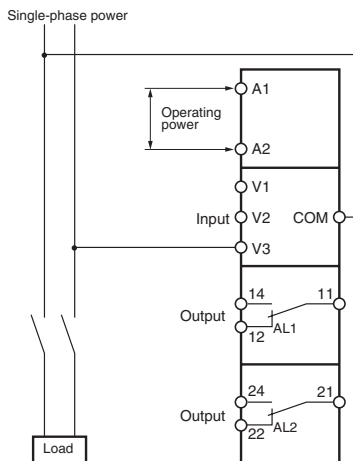 Single-phase power
A1
Operating
power
A2
V1
Input V2 COM
V3
14 11
Output
12 AL1
24 21
Output
22 AL2
Load